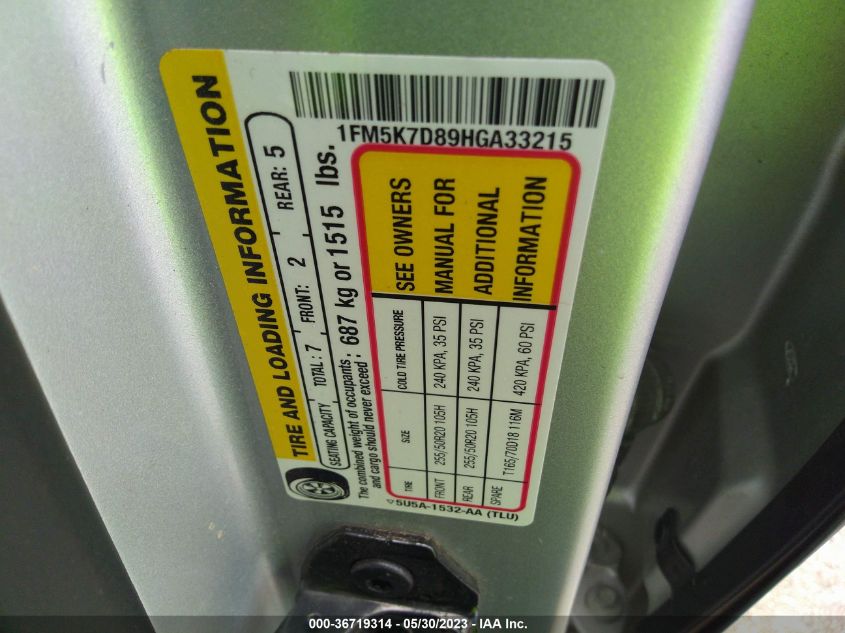 TIRE AND LOADING INFORMATION
SEATING CAPACITY TOTAL: 7 FRONT: 2 REAR: 5
The combined weight of occupants
and cargo should never exceed: 687 kg or 1515 lbs.
TIRE SIZE COLD TIRE PRESSURE
FRONT 255/50R20 105H 240 KPA, 35 PSI
REAR 255/50R20 105H 240 KPA, 35 PSI
SPARE T165/70D18 116M 420 KPA, 60 PSI
SEE OWNERS
MANUAL FOR
ADDITIONAL
INFORMATION
5U5A-1532-AA (TLU)
1FM5K7D89HGA33215
000-36719314 - 05/30/2023 - IAA Inc.